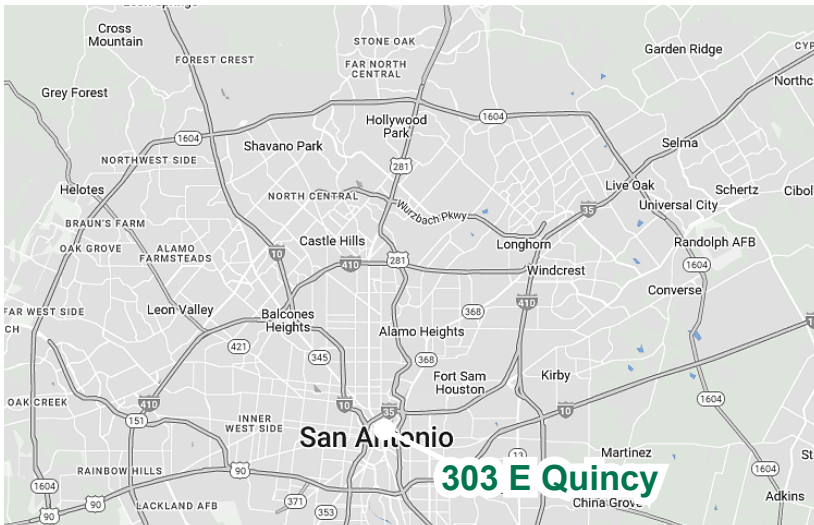 Cross
Mountain
STONE OAK
FOREST CREST
FAR NORTH
CENTRAL
Garden Ridge
Grey Forest
1604
Hollywood
Park
1604
Shavano Park
Selma
NORTHWEST SIDE
281
Helotes
NORTH CENTRAL
Live Oak
Schertz
Wurzbach Pkwy
35
Universal City
BRAUN'S FARM
Castle Hills
Longhorn
Randolph AFB
OAK GROVE
ALAMO
FARMSTEADS
10
410
281
1604
Windcrest
Converse
FAR WEST SIDE
Leon Valley
Balcones
Heights
368
410
Alamo Heights
421
345
368
Fort Sam
Houston
Kirby
OAK CREEK
410
10
35
10
1604
151
INNER
WEST SIDE
San Antonio
13
Martinez
RAINBOW HILLS
90
303 E Quincy
1604
1604
90
90
LACKLAND AFB
371
353
China Grove
Adkins